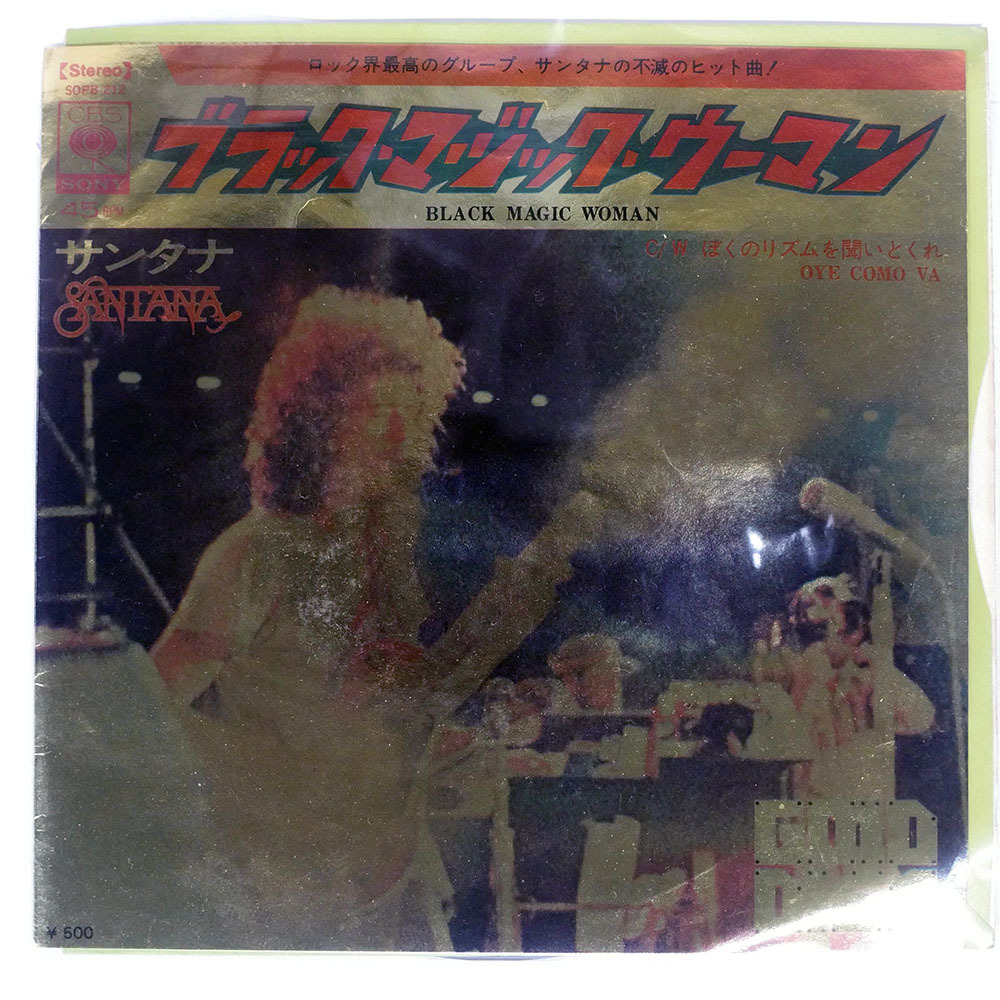 ロック界最高のグループ、サンタナの不滅のヒット曲!
【Stereo】
SOPB 212
CBS
SONY
45 RPM
ブラック・マジック・ウーマン
BLACK MAGIC WOMAN
サンタナ
SANTANA
C/W ぼくのリズムを聞いとくれ
OYE COMO VA
¥500